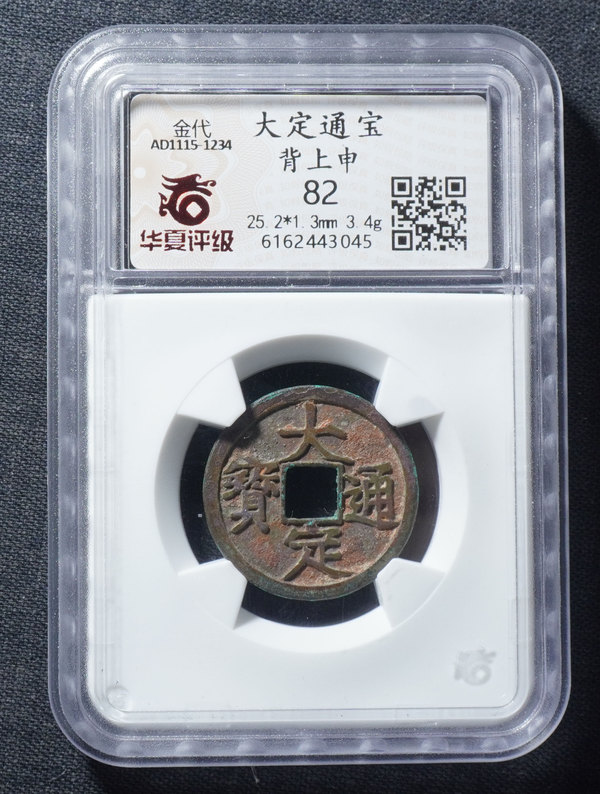 金代
AD1115-1234
华夏评级
大定通宝
背上申
82
25.2*1.3mm 3.4g
6162443045
大
定
通
寶